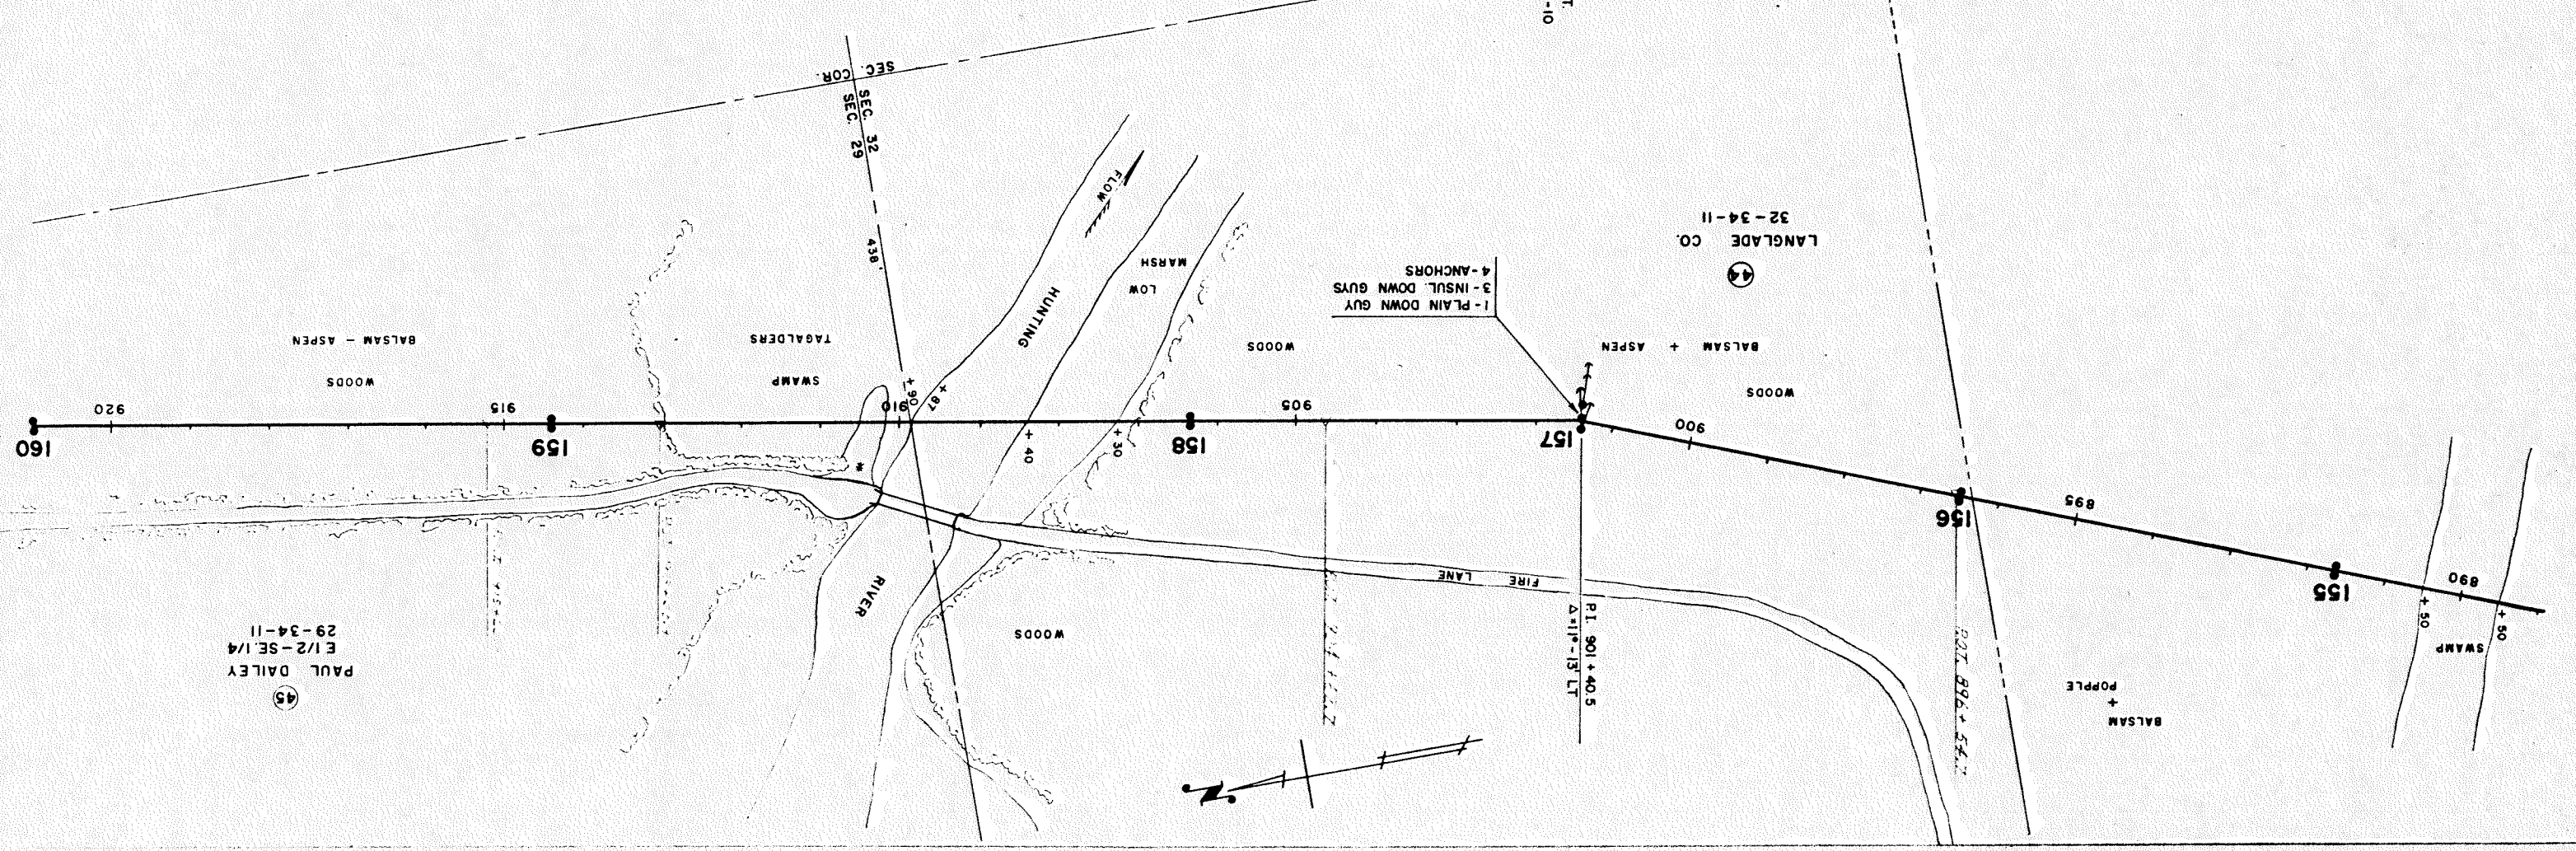 155
890
+ 50
+ 50
SWAMP
BALSAM
+
POPPLE
895
156
P.O.T. 896 +
900
WOODS
BALSAM + ASPEN
44
LANGLADE CO.
32-34-11
157
P.I. 901 + 40.5
Δ=11°-13' LT
1-PLAIN DOWN GUY
3-INSUL. DOWN GUYS
4-ANCHORS
FIRE LANE
905
WOODS
WOODS
158
+ 30
+ 40
LOW
MARSH
HUNTING
RIVER
FLOW
+ 87
+ 90
910
438'
SEC. COR.
SEC. 32
SEC. 29
*
SWAMP
TAGALDERS
159
915
WOODS
BALSAM - ASPEN
45
PAUL DAILEY
E 1/2-SE.1/4
29-34-11
920
160
N
T.
-10